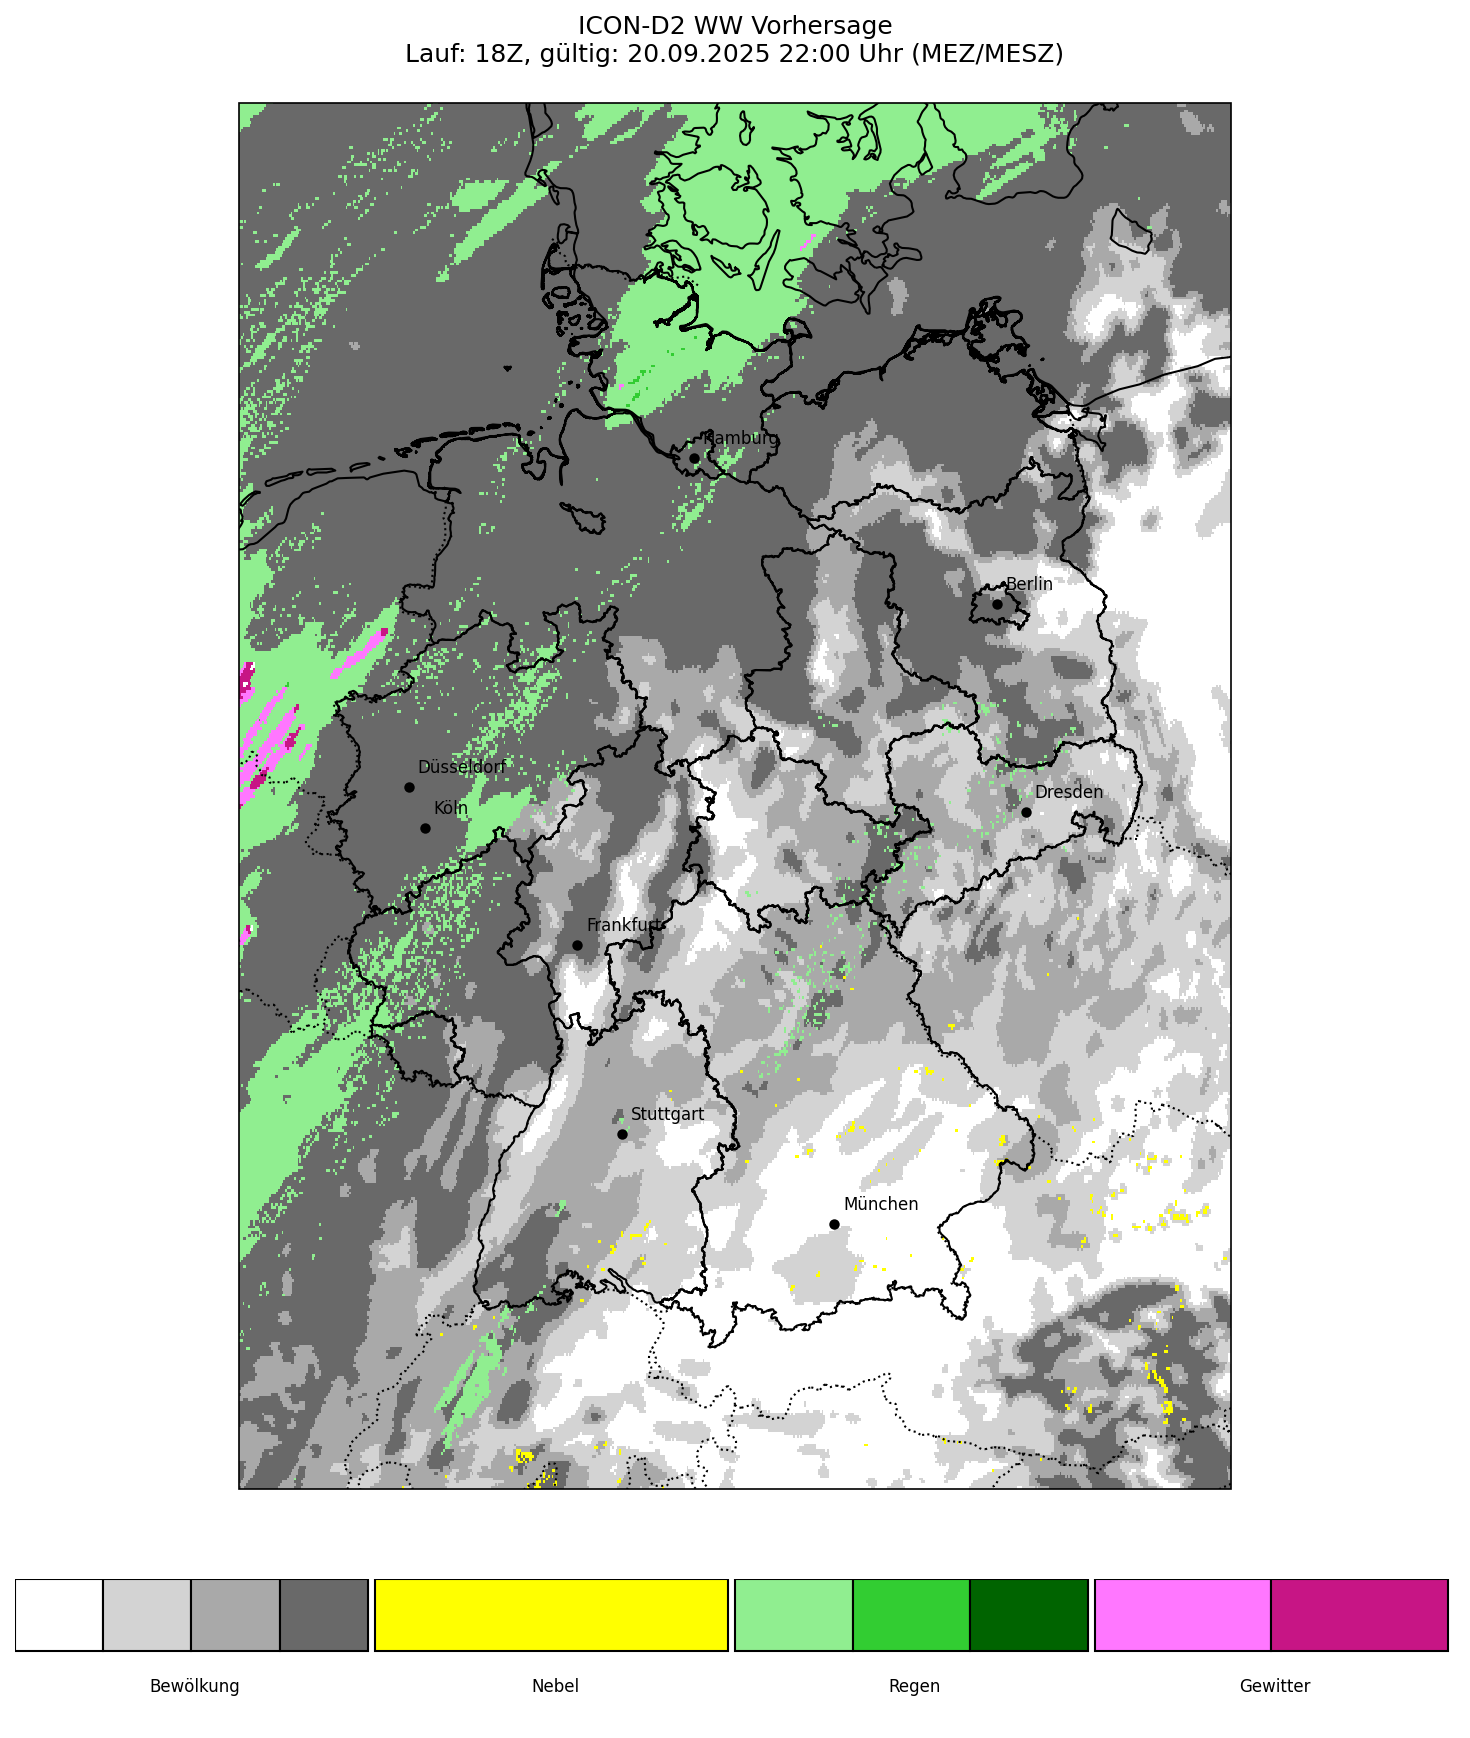 ICON-D2 WW Vorhersage
Lauf: 18Z, gültig: 20.09.2025 22:00 Uhr (MEZ/MESZ)
Hamburg
Berlin
Düsseldorf
Köln
Dresden
Frankfurt
Stuttgart
München
Bewölkung
Nebel
Regen
Gewitter